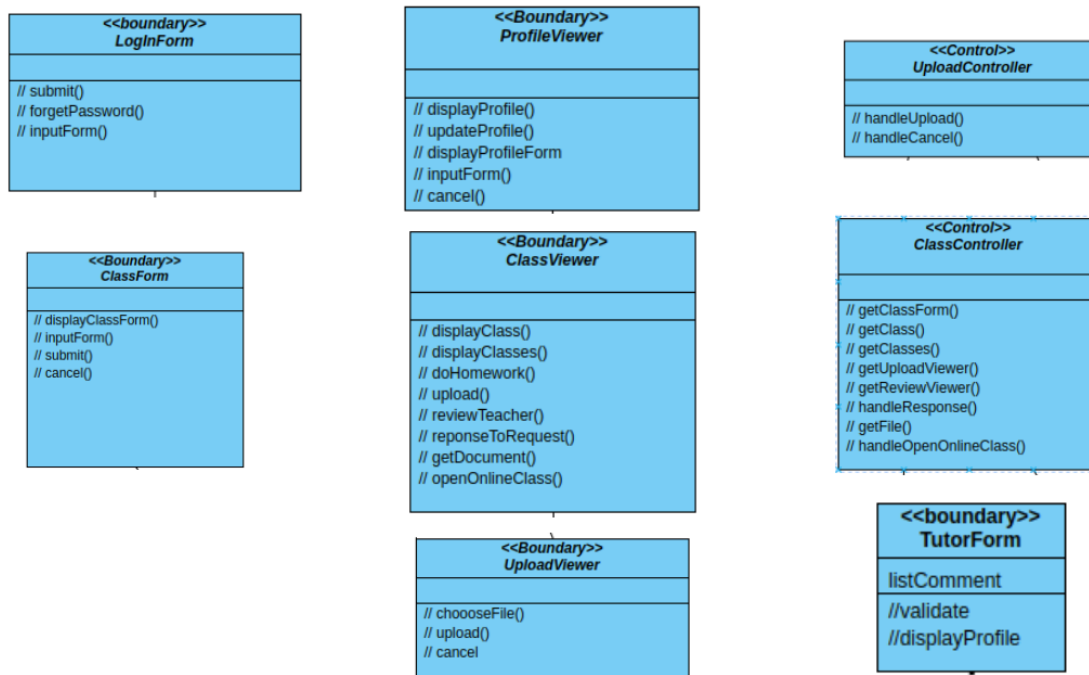 <<boundary>>
LogInForm
// submit()
// forgetPassword()
// inputForm()
<<Boundary>>
ProfileViewer
// displayProfile()
// updateProfile()
// displayProfileForm
// inputForm()
// cancel()
<<Control>>
UploadController
// handleUpload()
// handleCancel()
<<Boundary>>
ClassForm
// displayClassForm()
// inputForm()
// submit()
// cancel()
<<Boundary>>
ClassViewer
// displayClass()
// displayClasses()
// doHomework()
// upload()
// reviewTeacher()
// reponseToRequest()
// getDocument()
// openOnlineClass()
<<Control>>
ClassController
// getClassForm()
// getClass()
// getClasses()
// getUploadViewer()
// getReviewViewer()
// handleResponse()
// getFile()
// handleOpenOnlineClass()
<<Boundary>>
UploadViewer
// choooseFile()
// upload()
// cancel
<<boundary>>
TutorForm
listComment
//validate
//displayProfile